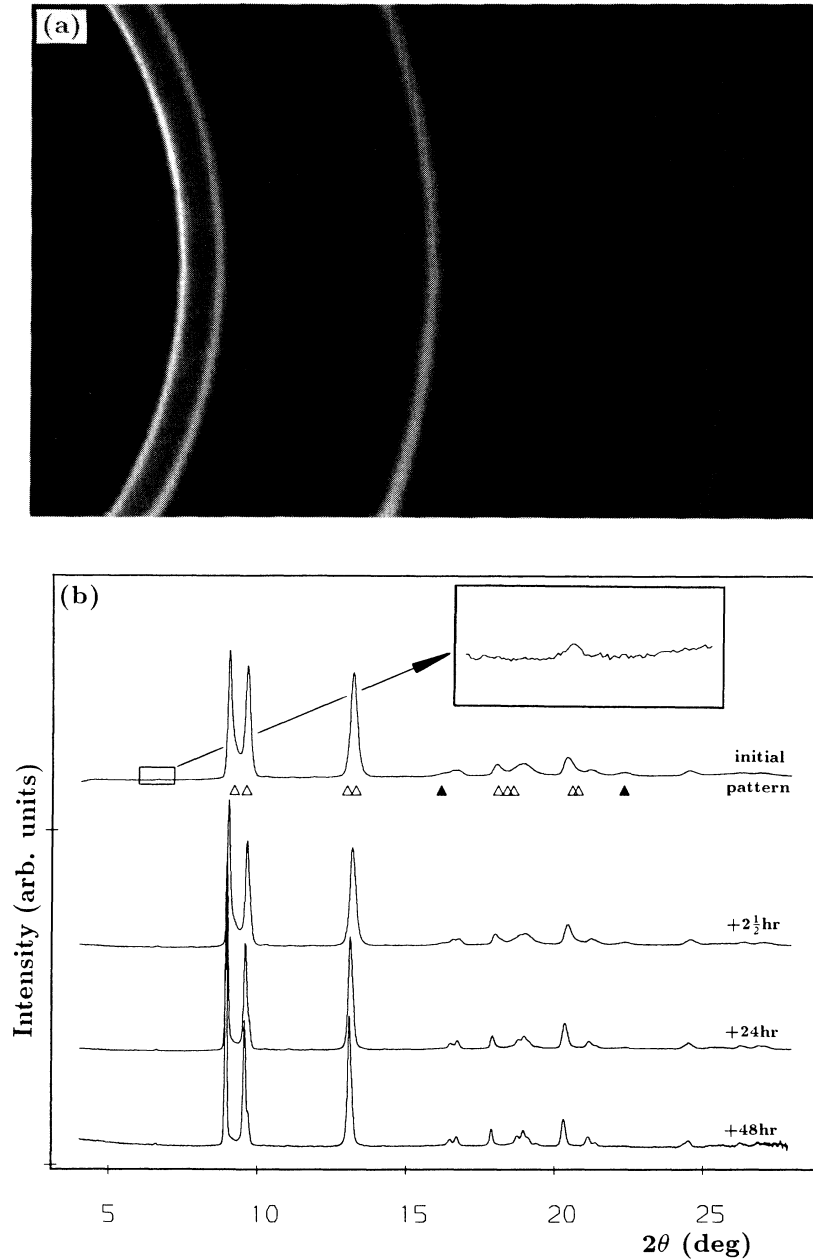 (a)
(b)
initial
pattern
+2½hr
+24hr
+48hr
Intensity (arb. units)
5 10 15 20 25
2θ (deg)